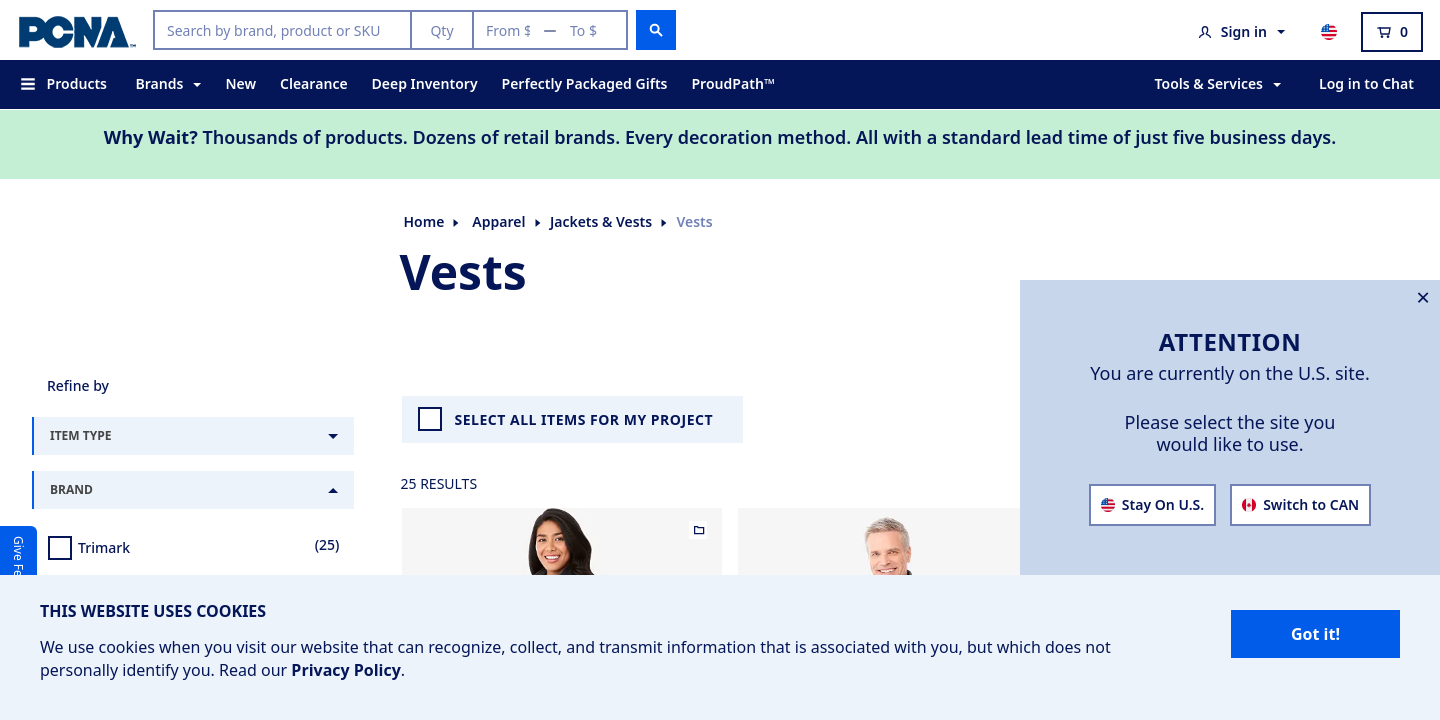 PCNA™
Search by brand, product or SKU
Qty
From $
—
To $
Sign in
0
Products
Brands
New
Clearance
Deep Inventory
Perfectly Packaged Gifts
ProudPath™
Tools & Services
Log in to Chat
Why Wait? Thousands of products. Dozens of retail brands. Every decoration method. All with a standard lead time of just five business days.
Home
Apparel
Jackets & Vests
Vests
Vests
ATTENTION
You are currently on the U.S. site.
Please select the site you
would like to use.
Stay On U.S.
Switch to CAN
Refine by
ITEM TYPE
BRAND
Trimark
(25)
SELECT ALL ITEMS FOR MY PROJECT
25 RESULTS
Give Fe
THIS WEBSITE USES COOKIES
We use cookies when you visit our website that can recognize, collect, and transmit information that is associated with you, but which does not
personally identify you. Read our Privacy Policy.
Got it!